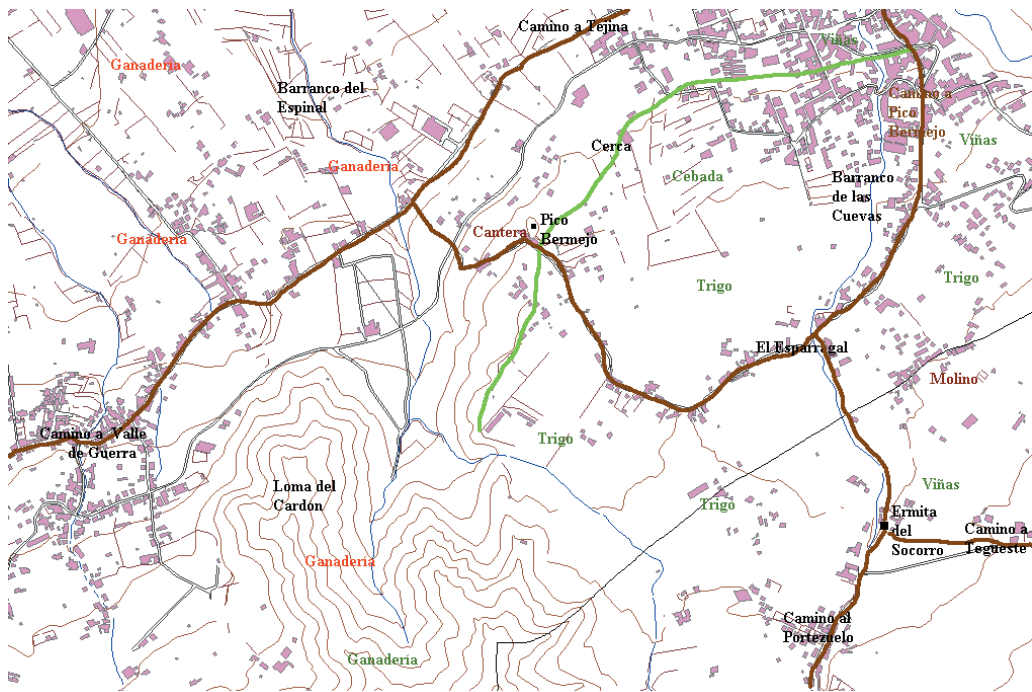 Camino a Tejina
Viñas
Ganadería
Barranco del
Espinal
Camino a
Pico
Bermejo
Viñas
Cerca
Ganadería
Cebada
Barranco
de las
Cuevas
Pico
Bermejo
Cantera
Ganadería
Trigo
Trigo
El Esparragal
Molino
Camino a Valle
de Guerra
Trigo
Loma del
Cardón
Viñas
Trigo
Ermita
del
Socorro
Camino a
Tegueste
Ganadería
Camino al
Portezuelo
Ganadería